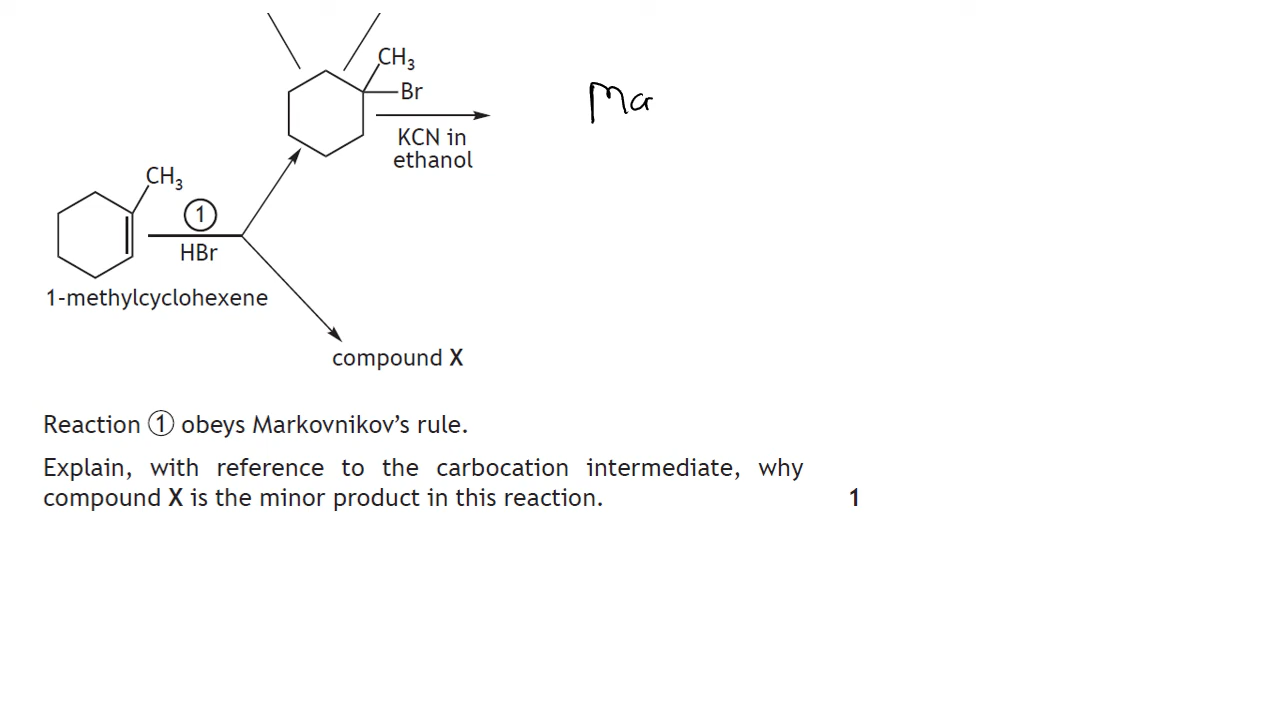 CH₃
Br
Ma
KCN in
ethanol
CH₃
1
HBr
1-methylcyclohexene
compound X
Reaction ① obeys Markovnikov’s rule.
Explain, with reference to the carbocation intermediate, why
compound X is the minor product in this reaction. 1